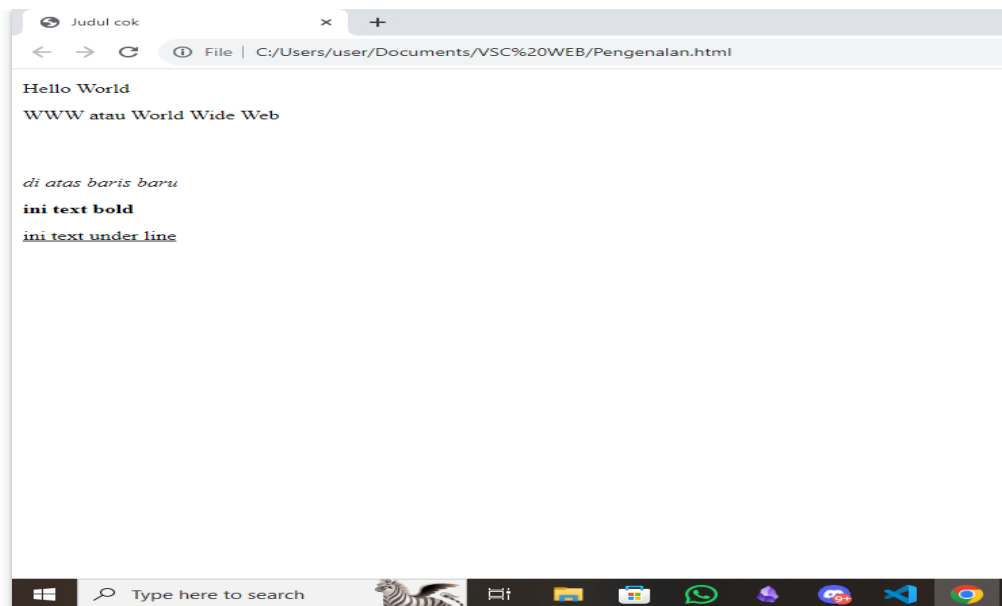 Judul cok
File | C:/Users/user/Documents/VSC%20WEB/Pengenalan.html
Hello World
WWW atau World Wide Web
di atas baris baru
ini text bold
ini text under line
Type here to search
9+